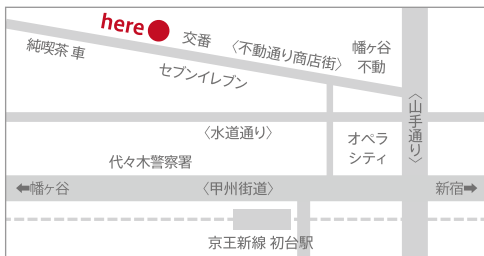 here
交番
〈不動通り商店街〉
幡ヶ谷
不動
純喫茶 車
セブンイレブン
〈山手通り〉
〈水道通り〉
オペラ
シティ
代々木警察署
⬅幡ヶ谷
〈甲州街道〉
新宿➡
京王新線 初台駅